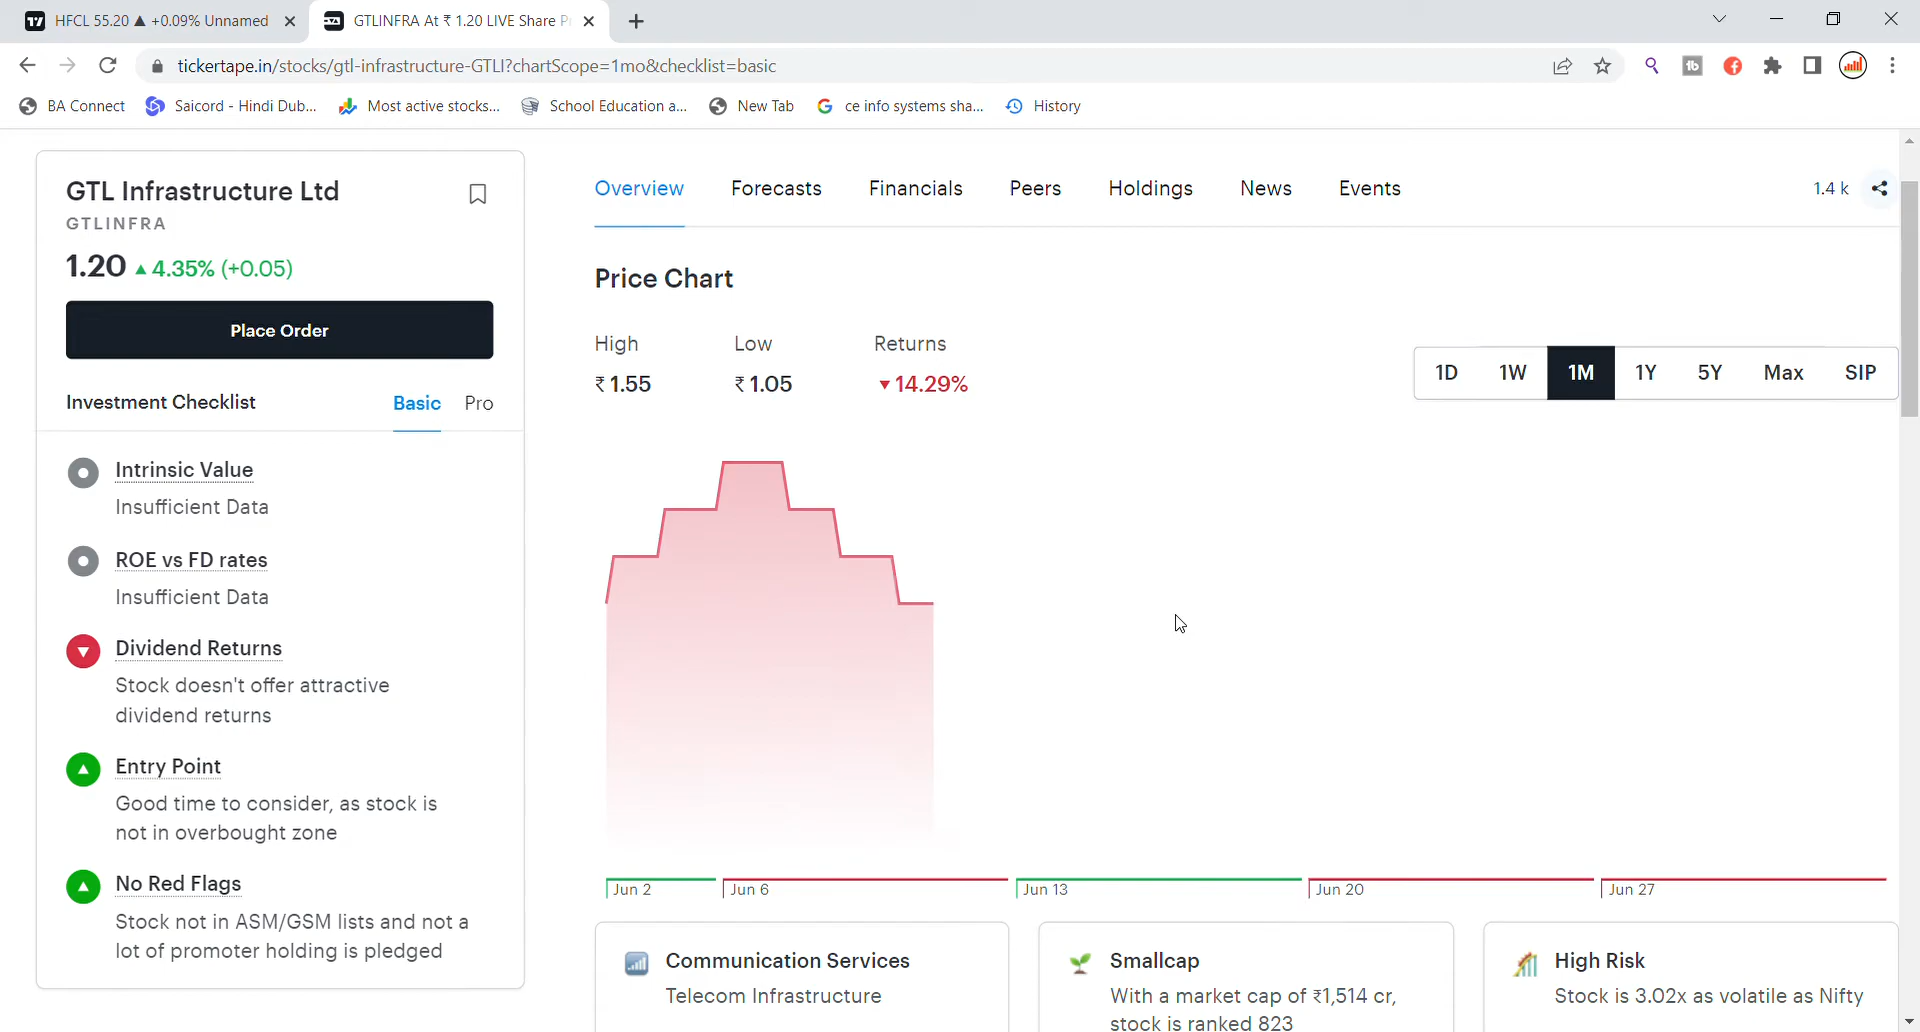 HFCL 55.20 ▲ +0.09% Unnamed
GTLINFRA At ₹ 1.20 LIVE Share P
tickertape.in/stocks/gtl-infrastructure-GTLI?chartScope=1mo&checklist=basic
BA Connect
Saicord - Hindi Dub...
Most active stocks...
School Education a...
New Tab
ce info systems sha...
History
GTL Infrastructure Ltd
GTLINFRA
1.20 ▲ 4.35% (+0.05)
Place Order
Investment Checklist
Basic
Pro
Intrinsic Value
Insufficient Data
ROE vs FD rates
Insufficient Data
Dividend Returns
Stock doesn't offer attractive
dividend returns
Entry Point
Good time to consider, as stock is
not in overbought zone
No Red Flags
Stock not in ASM/GSM lists and not a
lot of promoter holding is pledged
Overview
Forecasts
Financials
Peers
Holdings
News
Events
1.4 k
Price Chart
High
Low
Returns
₹ 1.55
₹ 1.05
▼ 14.29%
1D
1W
1M
1Y
5Y
Max
SIP
Jun 2
Jun 6
Jun 13
Jun 20
Jun 27
Communication Services
Telecom Infrastructure
Smallcap
With a market cap of ₹1,514 cr,
stock is ranked 823
High Risk
Stock is 3.02x as volatile as Nifty